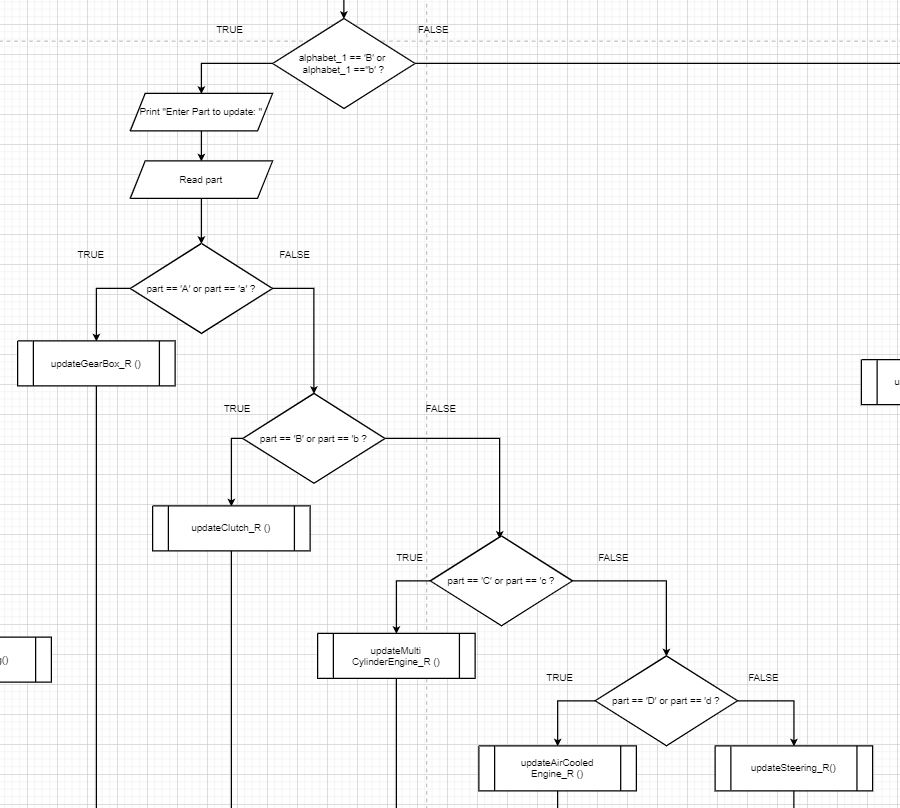 TRUE
FALSE
alphabet_1 == 'B' or
alphabet_1 =="b' ?
Print "Enter Part to update: "
Read part
TRUE
FALSE
part == 'A' or part == 'a' ?
updateGearBox_R ()
TRUE
FALSE
part == 'B' or part == 'b ?
updateClutch_R ()
TRUE
FALSE
part == 'C' or part == 'c ?
updateMulti
CylinderEngine_R ()
TRUE
FALSE
part == 'D' or part == 'd ?
updateAirCooled
Engine_R ()
updateSteering_R()